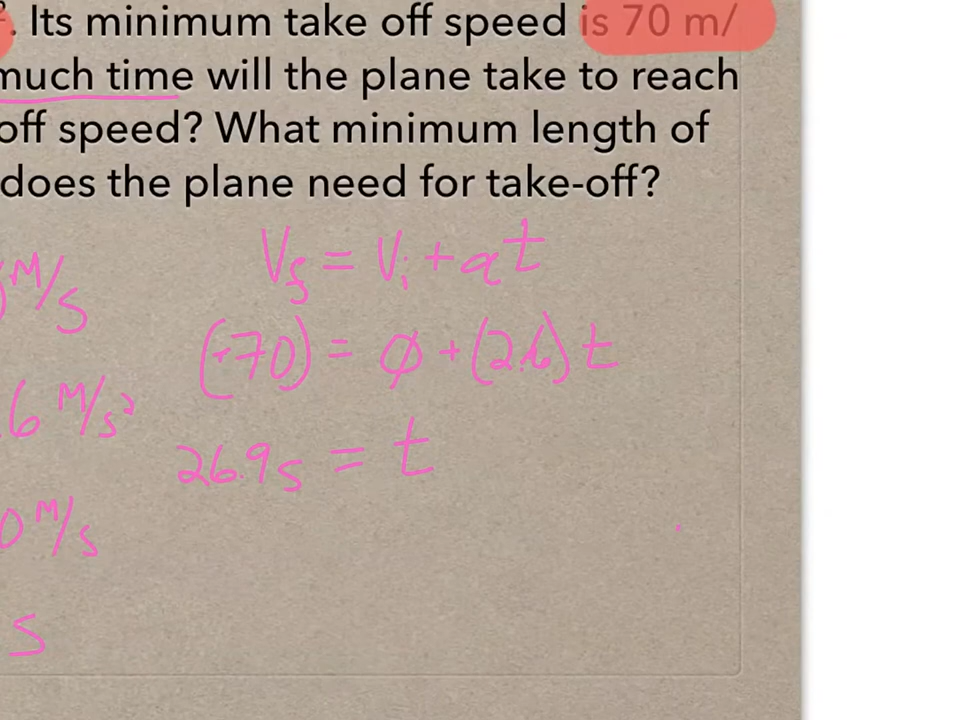 . Its minimum take off speed is 70 m/
much time will the plane take to reach
off speed? What minimum length of
does the plane need for take-off?
Vf = Vi + at
M/S
(+70) = 0 + (2.6) t
6 M/s²
26.9s = t
0 M/s
s